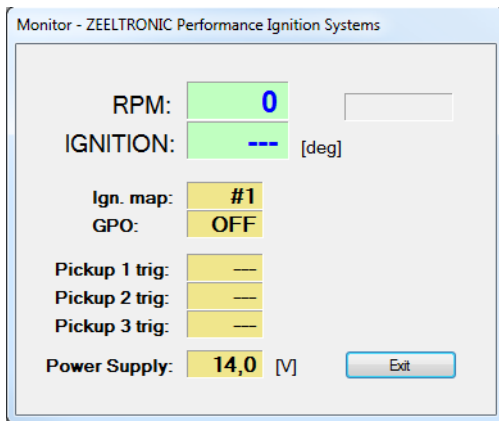 Monitor - ZEELTRONIC Performance Ignition Systems
RPM: 0
IGNITION: --- [deg]
Ign. map: #1
GPO: OFF
Pickup 1 trig: ---
Pickup 2 trig: ---
Pickup 3 trig: ---
Power Supply: 14,0 [V] Exit